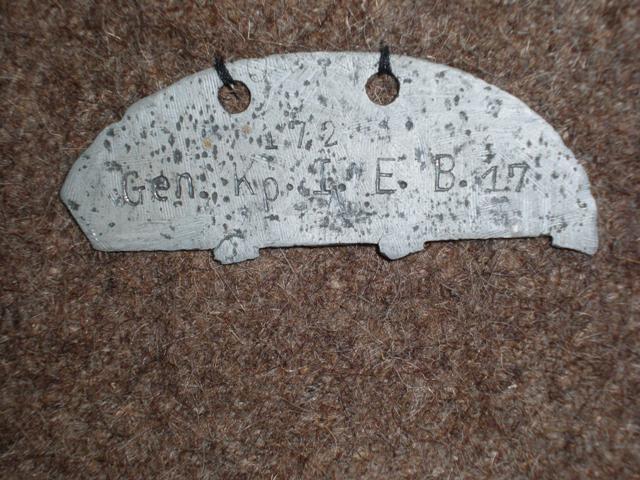 172
Gen. Kp. I. E. B. 17